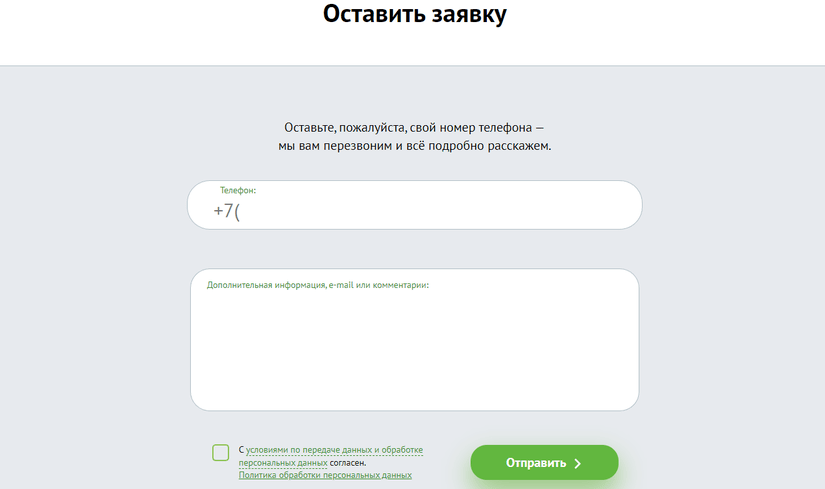 Оставить заявку
Оставьте, пожалуйста, свой номер телефона —
мы вам перезвоним и всё подробно расскажем.
Телефон:
+7(
Дополнительная информация, e-mail или комментарии:
С условиями по передаче данных и обработке
персональных данных согласен.
Политика обработки персональных данных
Отправить